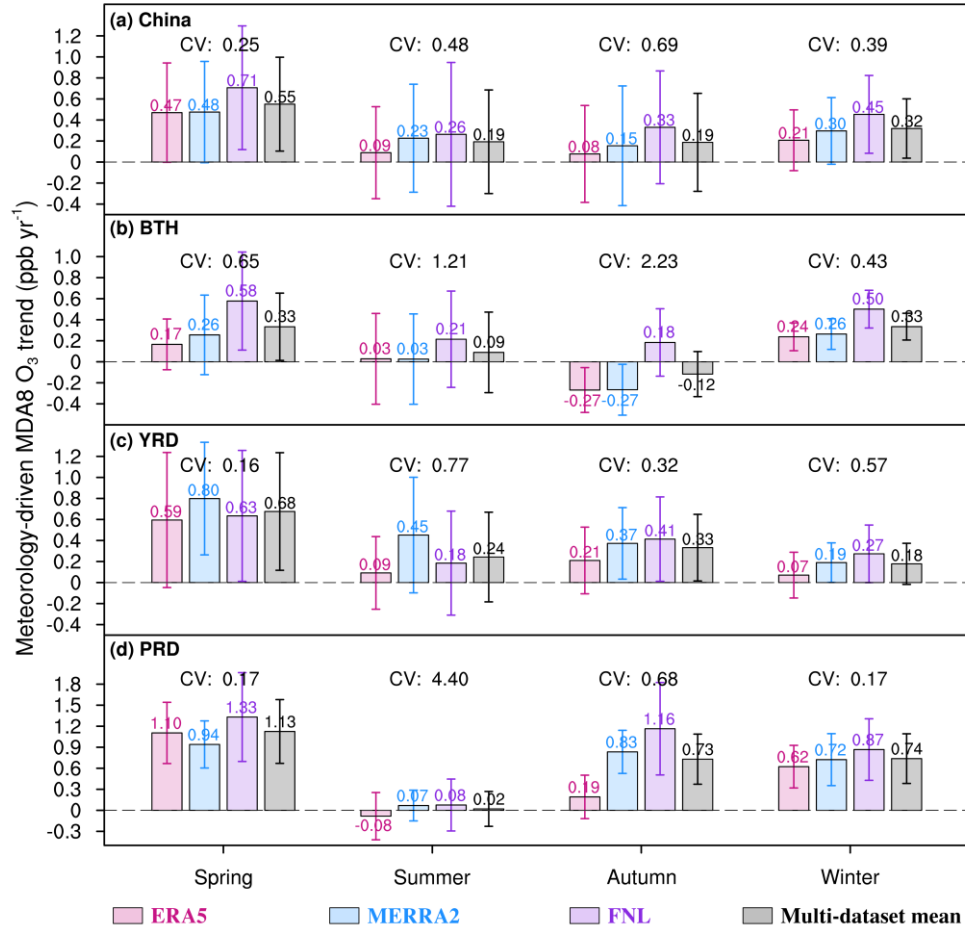 Meteorology-driven MDA8 O₃ trend (ppb yr⁻¹)
(a) China
CV: 0.25 CV: 0.48 CV: 0.69 CV: 0.39
1.2
1.0
0.8
0.6
0.4
0.2
0
-0.2
-0.4
0.47 0.48 0.71 0.55 0.09 0.23 0.26 0.19 0.08 0.15 0.33 0.19 0.21 0.30 0.45 0.32
(b) BTH
CV: 0.65 CV: 1.21 CV: 2.23 CV: 0.43
1.0
0.8
0.6
0.4
0.2
0
-0.2
-0.4
0.17 0.26 0.58 0.33 0.03 0.03 0.21 0.09 -0.27 -0.27 0.18 -0.12 0.24 0.26 0.50 0.33
(c) YRD
CV: 0.16 CV: 0.77 CV: 0.32 CV: 0.57
1.2
1.0
0.8
0.6
0.4
0.2
0
-0.2
-0.4
0.59 0.80 0.63 0.68 0.09 0.45 0.18 0.24 0.21 0.37 0.41 0.33 0.07 0.19 0.27 0.18
(d) PRD
CV: 0.17 CV: 4.40 CV: 0.68 CV: 0.17
1.8
1.5
1.2
0.9
0.6
0.3
0
-0.3
1.10 0.94 1.33 1.13 -0.08 0.07 0.08 0.02 0.19 0.83 1.16 0.73 0.62 0.72 0.87 0.74
Spring Summer Autumn Winter
ERA5 MERRA2 FNL Multi-dataset mean